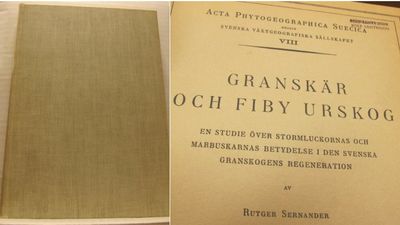 ACTA PHYTOGEOGRAPHICA SUECICA
SVENSKA VÄXTGEOGRAFISKA SÄLLSKAPET
VIII
GRANSKÄR
OCH FIBY URSKOG
EN STUDIE ÖVER STORMLUCKORNAS OCH
MARBUSKARNAS BETYDELSE I DEN SVENSKA
GRANSKOGENS REGENERATION
AV
RUTGER SERNANDER